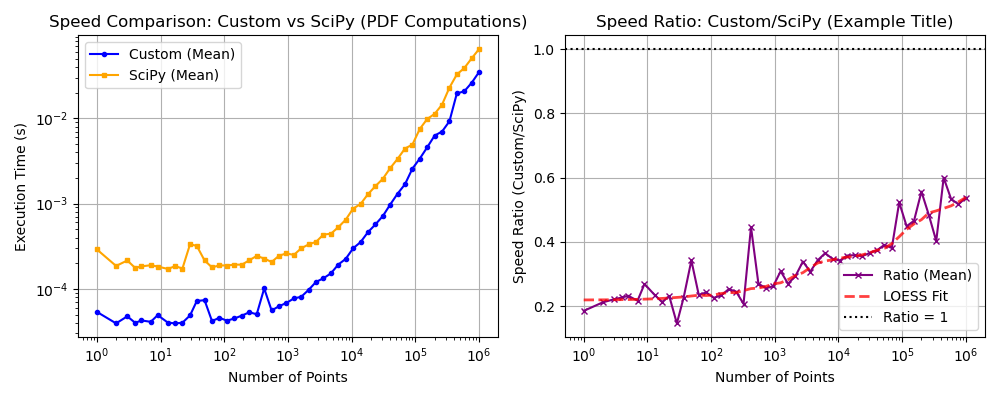 Speed Comparison: Custom vs SciPy (PDF Computations)
Custom (Mean)
SciPy (Mean)
Execution Time (s)
10⁻²
10⁻³
10⁻⁴
10⁰ 10¹ 10² 10³ 10⁴ 10⁵ 10⁶
Number of Points
Speed Ratio: Custom/SciPy (Example Title)
Speed Ratio (Custom/SciPy)
1.0
0.8
0.6
0.4
0.2
Ratio (Mean)
LOESS Fit
Ratio = 1
10⁰ 10¹ 10² 10³ 10⁴ 10⁵ 10⁶
Number of Points